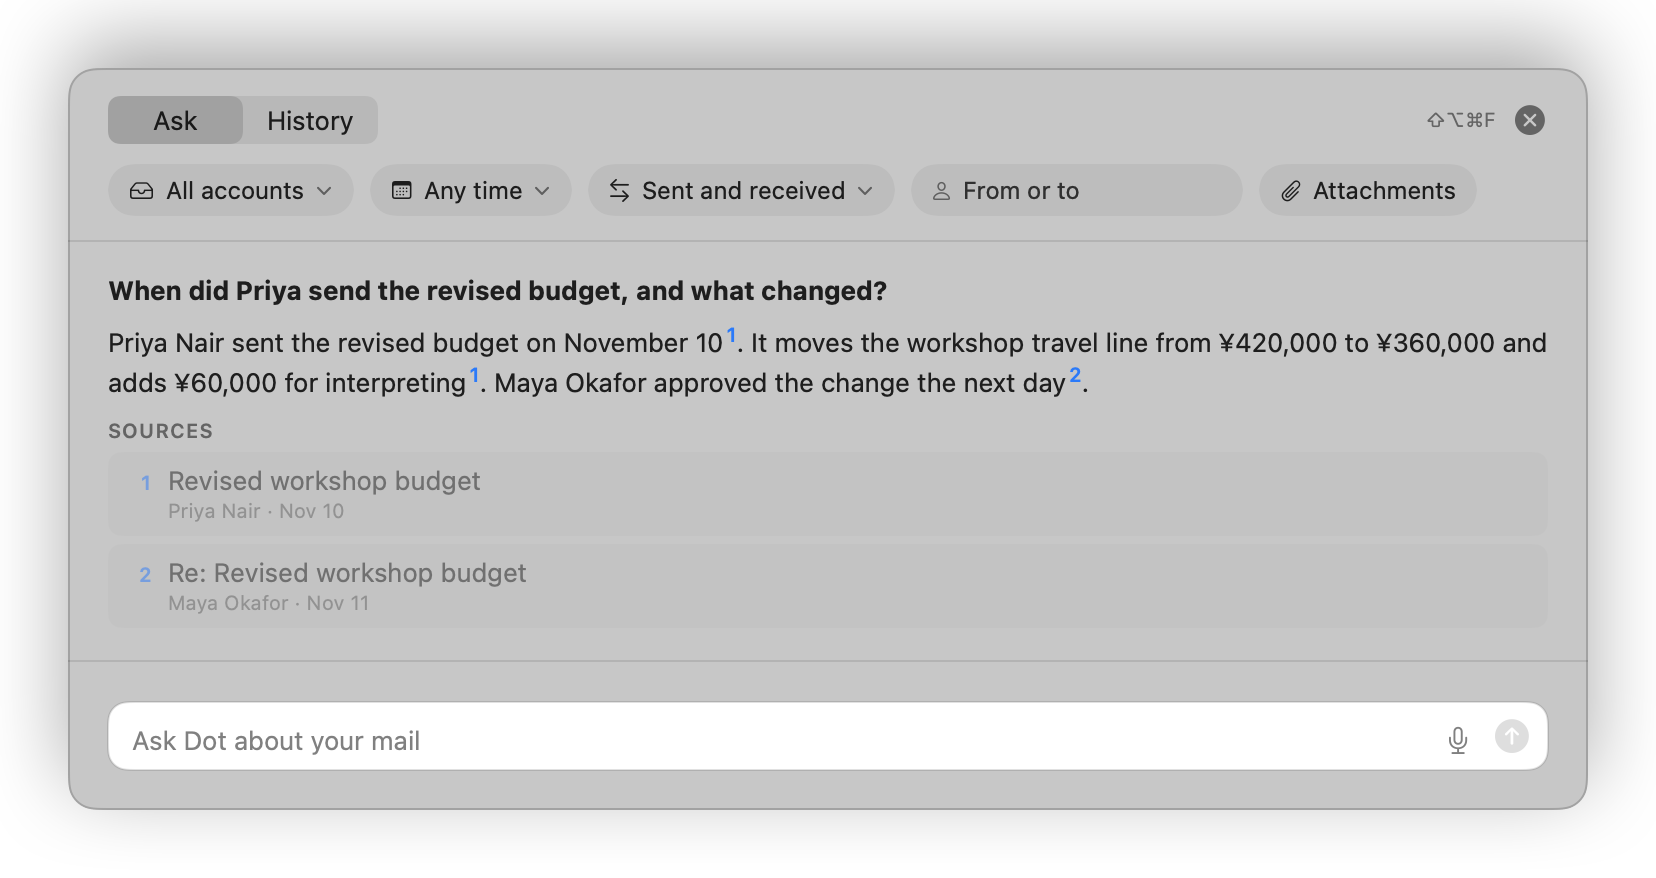 Ask History ⇧⌥⌘F
All accounts Any time Sent and received From or to Attachments
When did Priya send the revised budget, and what changed?
Priya Nair sent the revised budget on November 10 1. It moves the workshop travel line from ¥420,000 to ¥360,000 and
adds ¥60,000 for interpreting 1. Maya Okafor approved the change the next day 2.
SOURCES
1 Revised workshop budget
Priya Nair · Nov 10
2 Re: Revised workshop budget
Maya Okafor · Nov 11
Ask Dot about your mail